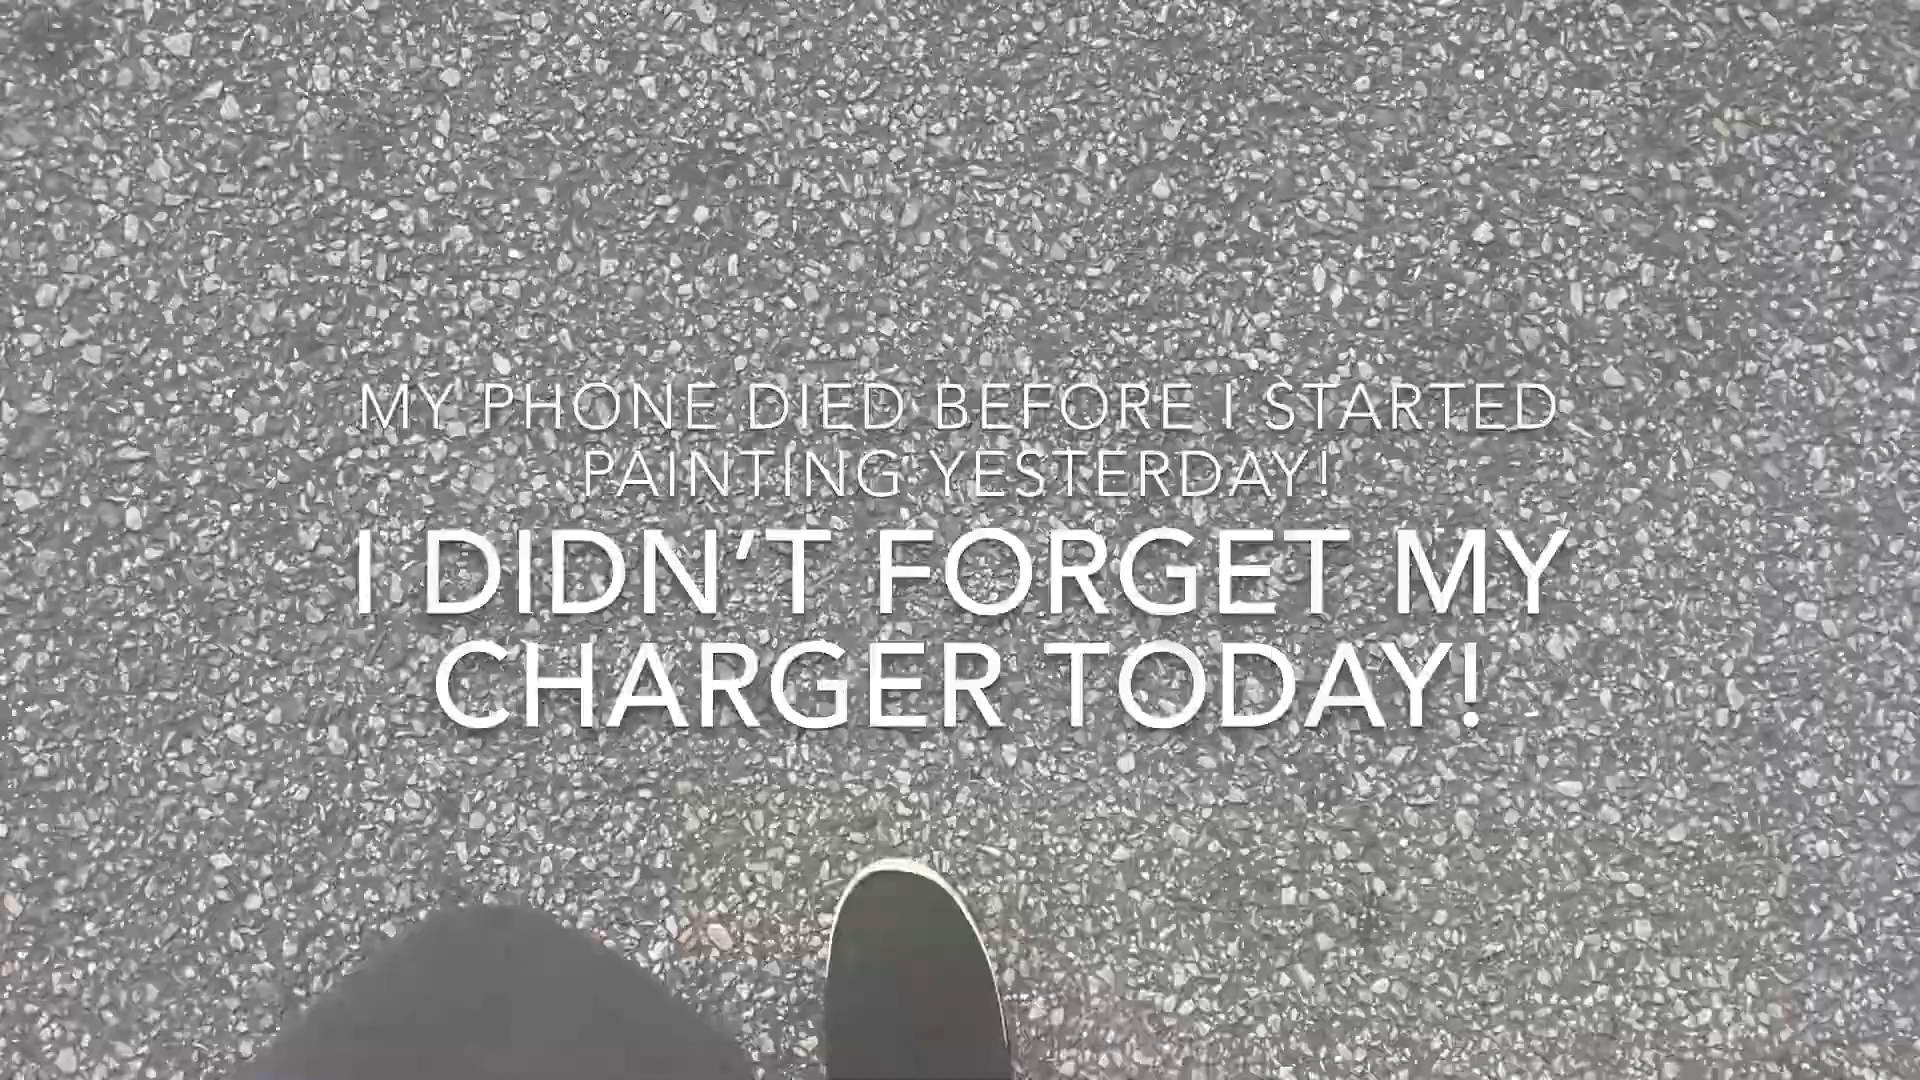 MY PHONE DIED BEFORE I STARTED
PAINTING YESTERDAY!
I DIDN'T FORGET MY
CHARGER TODAY!